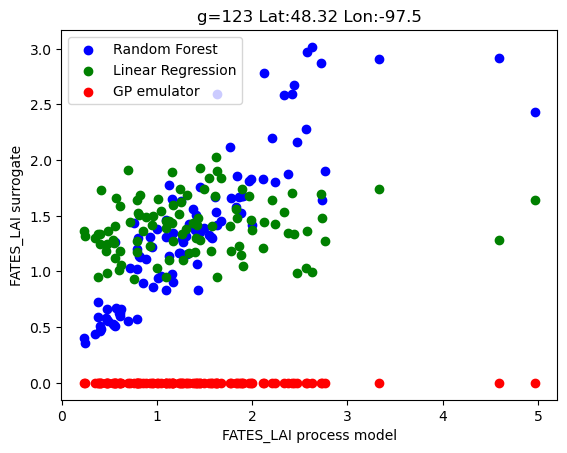 g=123 Lat:48.32 Lon:-97.5
Random Forest
Linear Regression
GP emulator
3.0
2.5
2.0
1.5
1.0
0.5
0.0
FATES_LAI surrogate
0
1
2
3
4
5
FATES_LAI process model